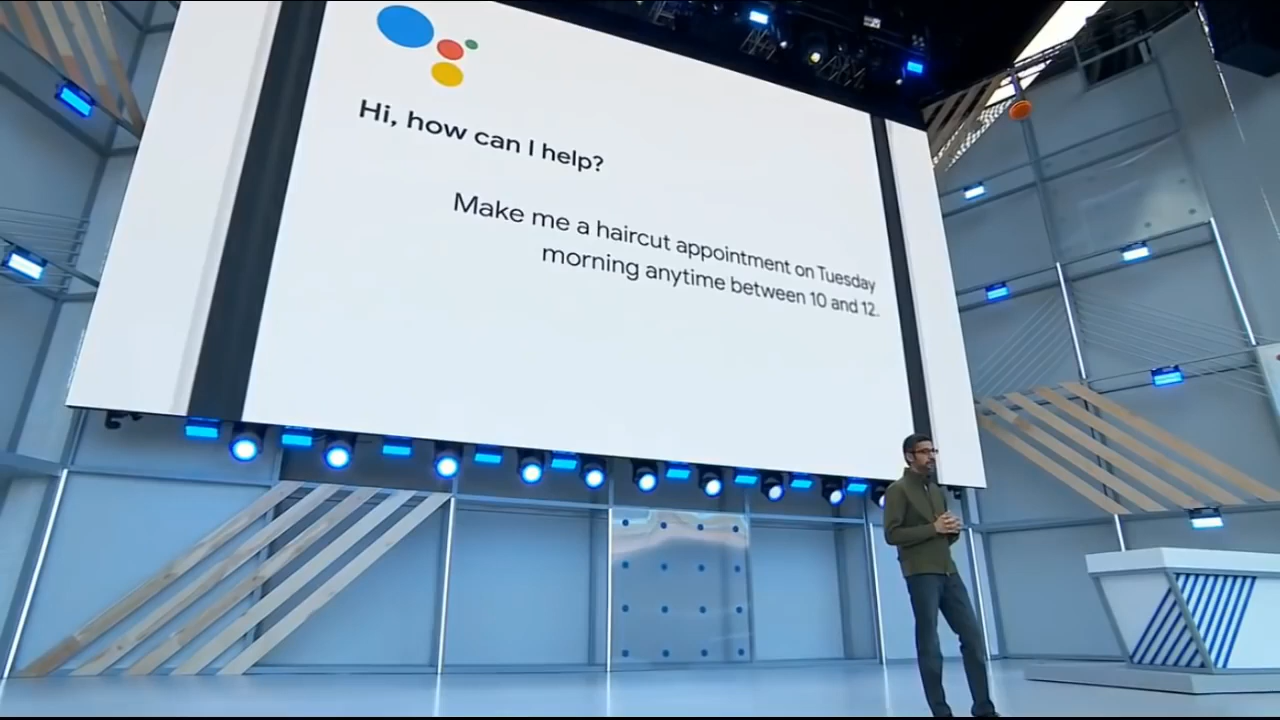 Hi, how can I help?
Make me a haircut appointment on Tuesday
morning anytime between 10 and 12.